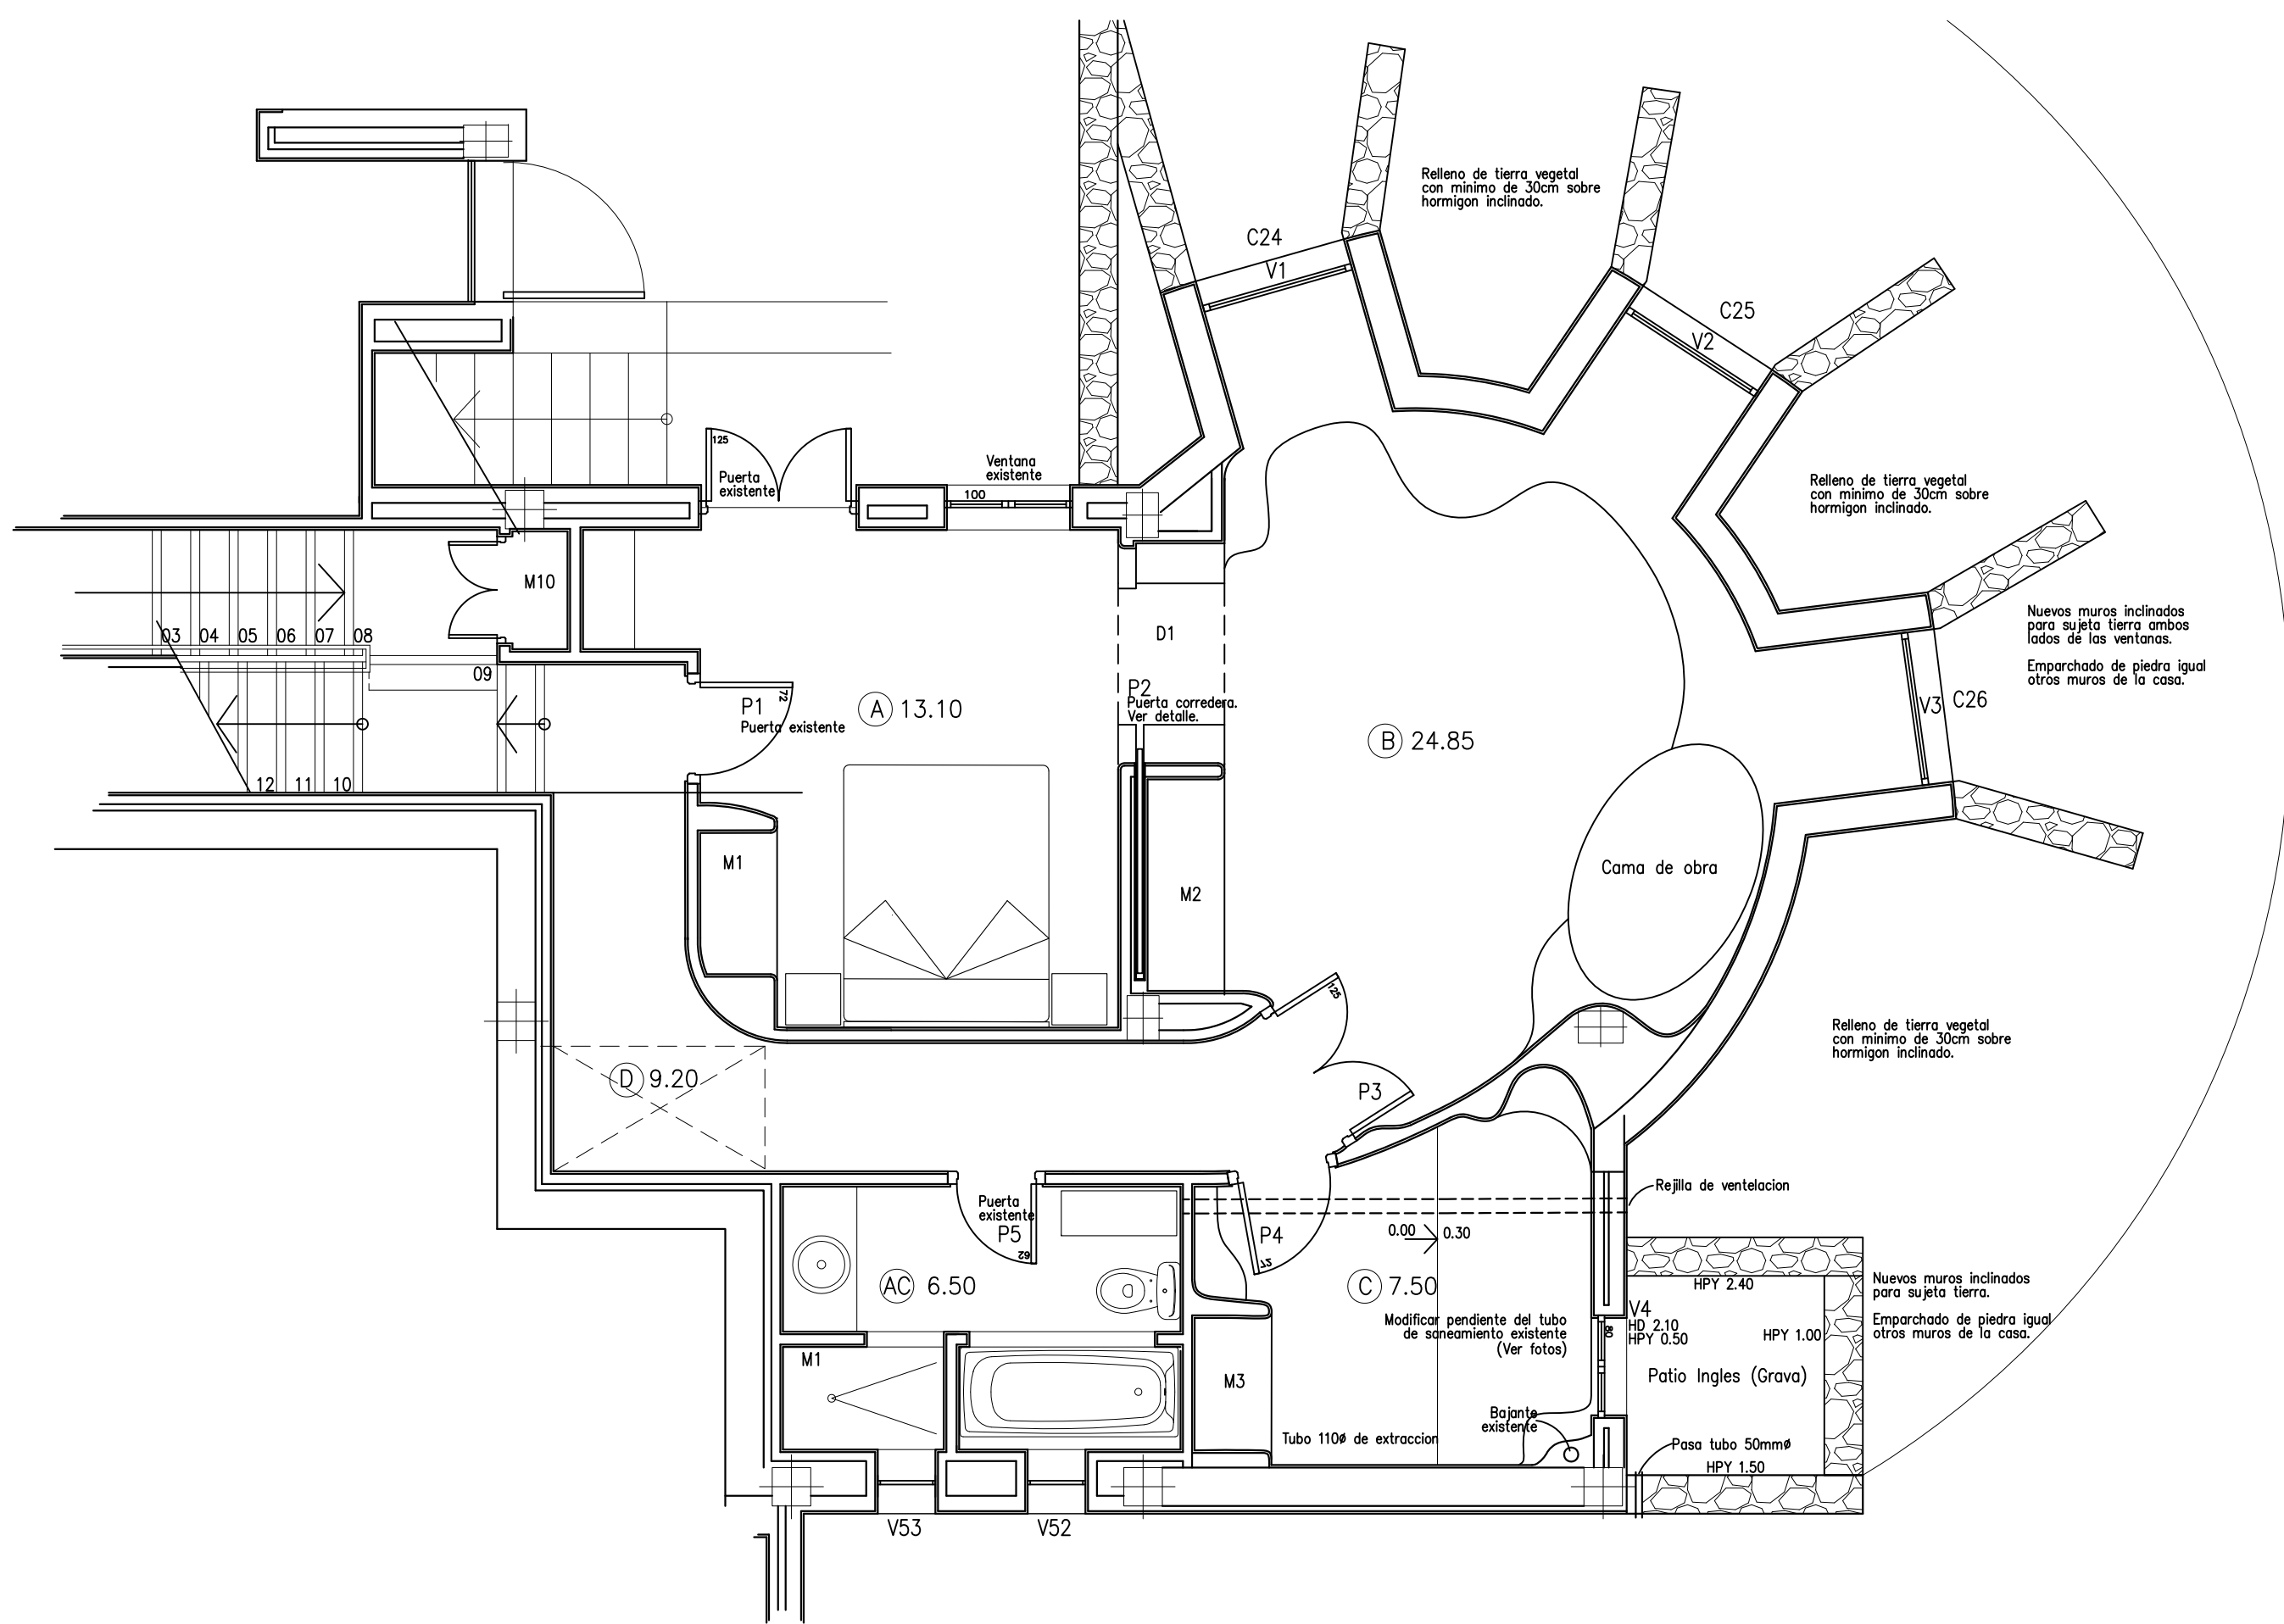 Relleno de tierra vegetal
con minimo de 30cm sobre
hormigon inclinado.
C24
V1
C25
V2
125
Puerta
existente
Ventana
existente
100
Relleno de tierra vegetal
con minimo de 30cm sobre
hormigon inclinado.
M10
03 04 05 06 07 08
09
D1
Nuevos muros inclinados
para sujeta tierra ambos
lados de las ventanas.
Emparchado de piedra igual
otros muros de la casa.
P1
Puerta existente
72
A 13.10
P2
Puerta corredera.
Ver detalle.
B 24.85
V3
C26
12 11 10
M1
M2
Cama de obra
125
Relleno de tierra vegetal
con minimo de 30cm sobre
hormigon inclinado.
D 9.20
P3
Puerta
existente
P5
62
P4
72
0.00 0.30
Rejilla de ventelacion
AC 6.50
C 7.50
Modificar pendiente del tubo
de saneamiento existente
(Ver fotos)
V4
HD 2.10
HPY 0.50
80
HPY 2.40
HPY 1.00
Patio Ingles (Grava)
Nuevos muros inclinados
para sujeta tierra.
Emparchado de piedra igual
otros muros de la casa.
M1
M3
Bajante
existente
Tubo 110ø de extraccion
Pasa tubo 50mmø
HPY 1.50
V53
V52